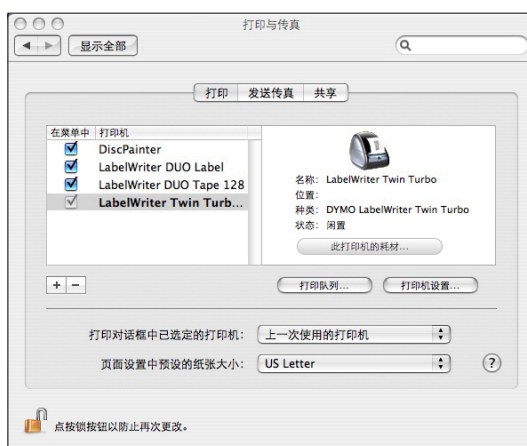 打印与传真
显示全部
打印 发送传真 共享
在菜单中 打印机
DiscPainter
LabelWriter DUO Label
LabelWriter DUO Tape 128
LabelWriter Twin Turb...
名称: LabelWriter Twin Turbo
位置:
种类: DYMO LabelWriter Twin Turbo
状态: 闲置
此打印机的耗材...
+ −
打印队列... 打印机设置...
打印对话框中已选定的打印机: 上一次使用的打印机
页面设置中预设的纸张大小: US Letter
?
点按锁按钮以防止再次更改。